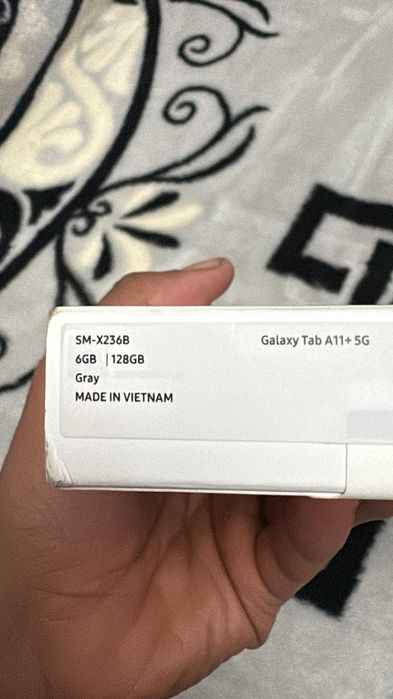 SM-X236B
Galaxy Tab A11+ 5G
6GB | 128GB
Gray
MADE IN VIETNAM